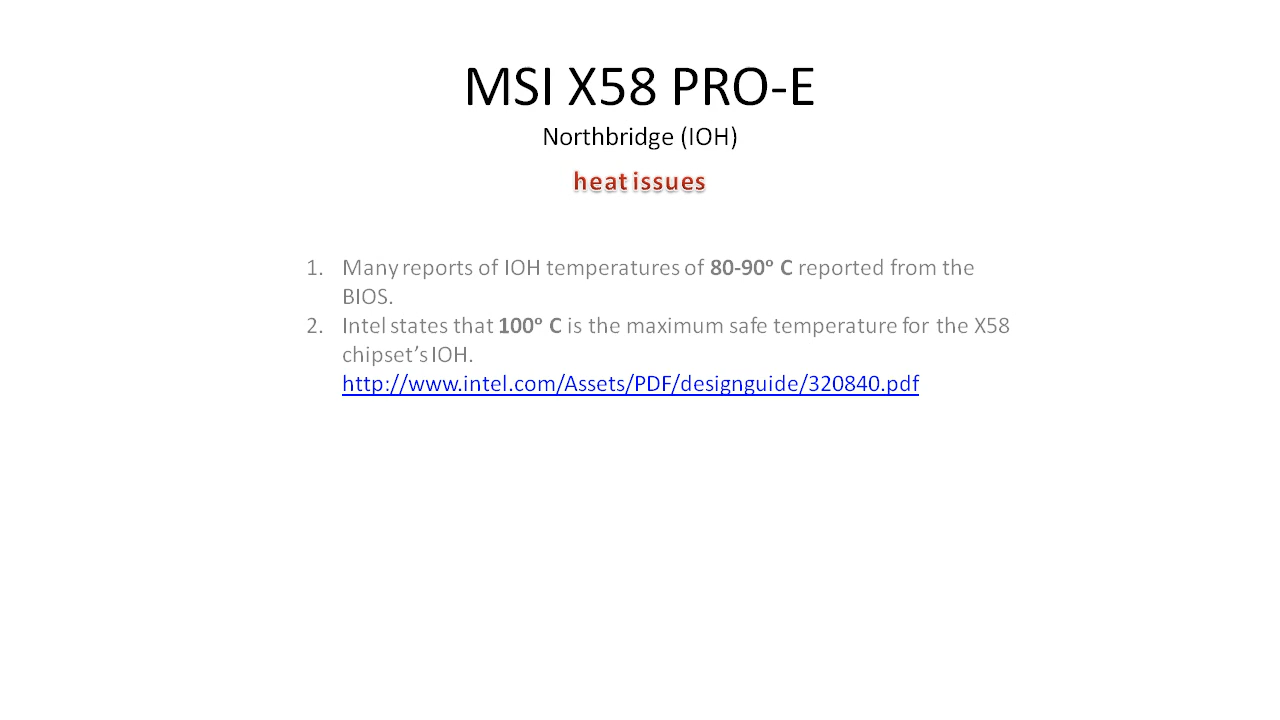 MSI X58 PRO-E
Northbridge (IOH)
heat issues
1. Many reports of IOH temperatures of 80-90° C reported from the
BIOS.
2. Intel states that 100° C is the maximum safe temperature for the X58
chipset’s IOH.
http://www.intel.com/Assets/PDF/designguide/320840.pdf